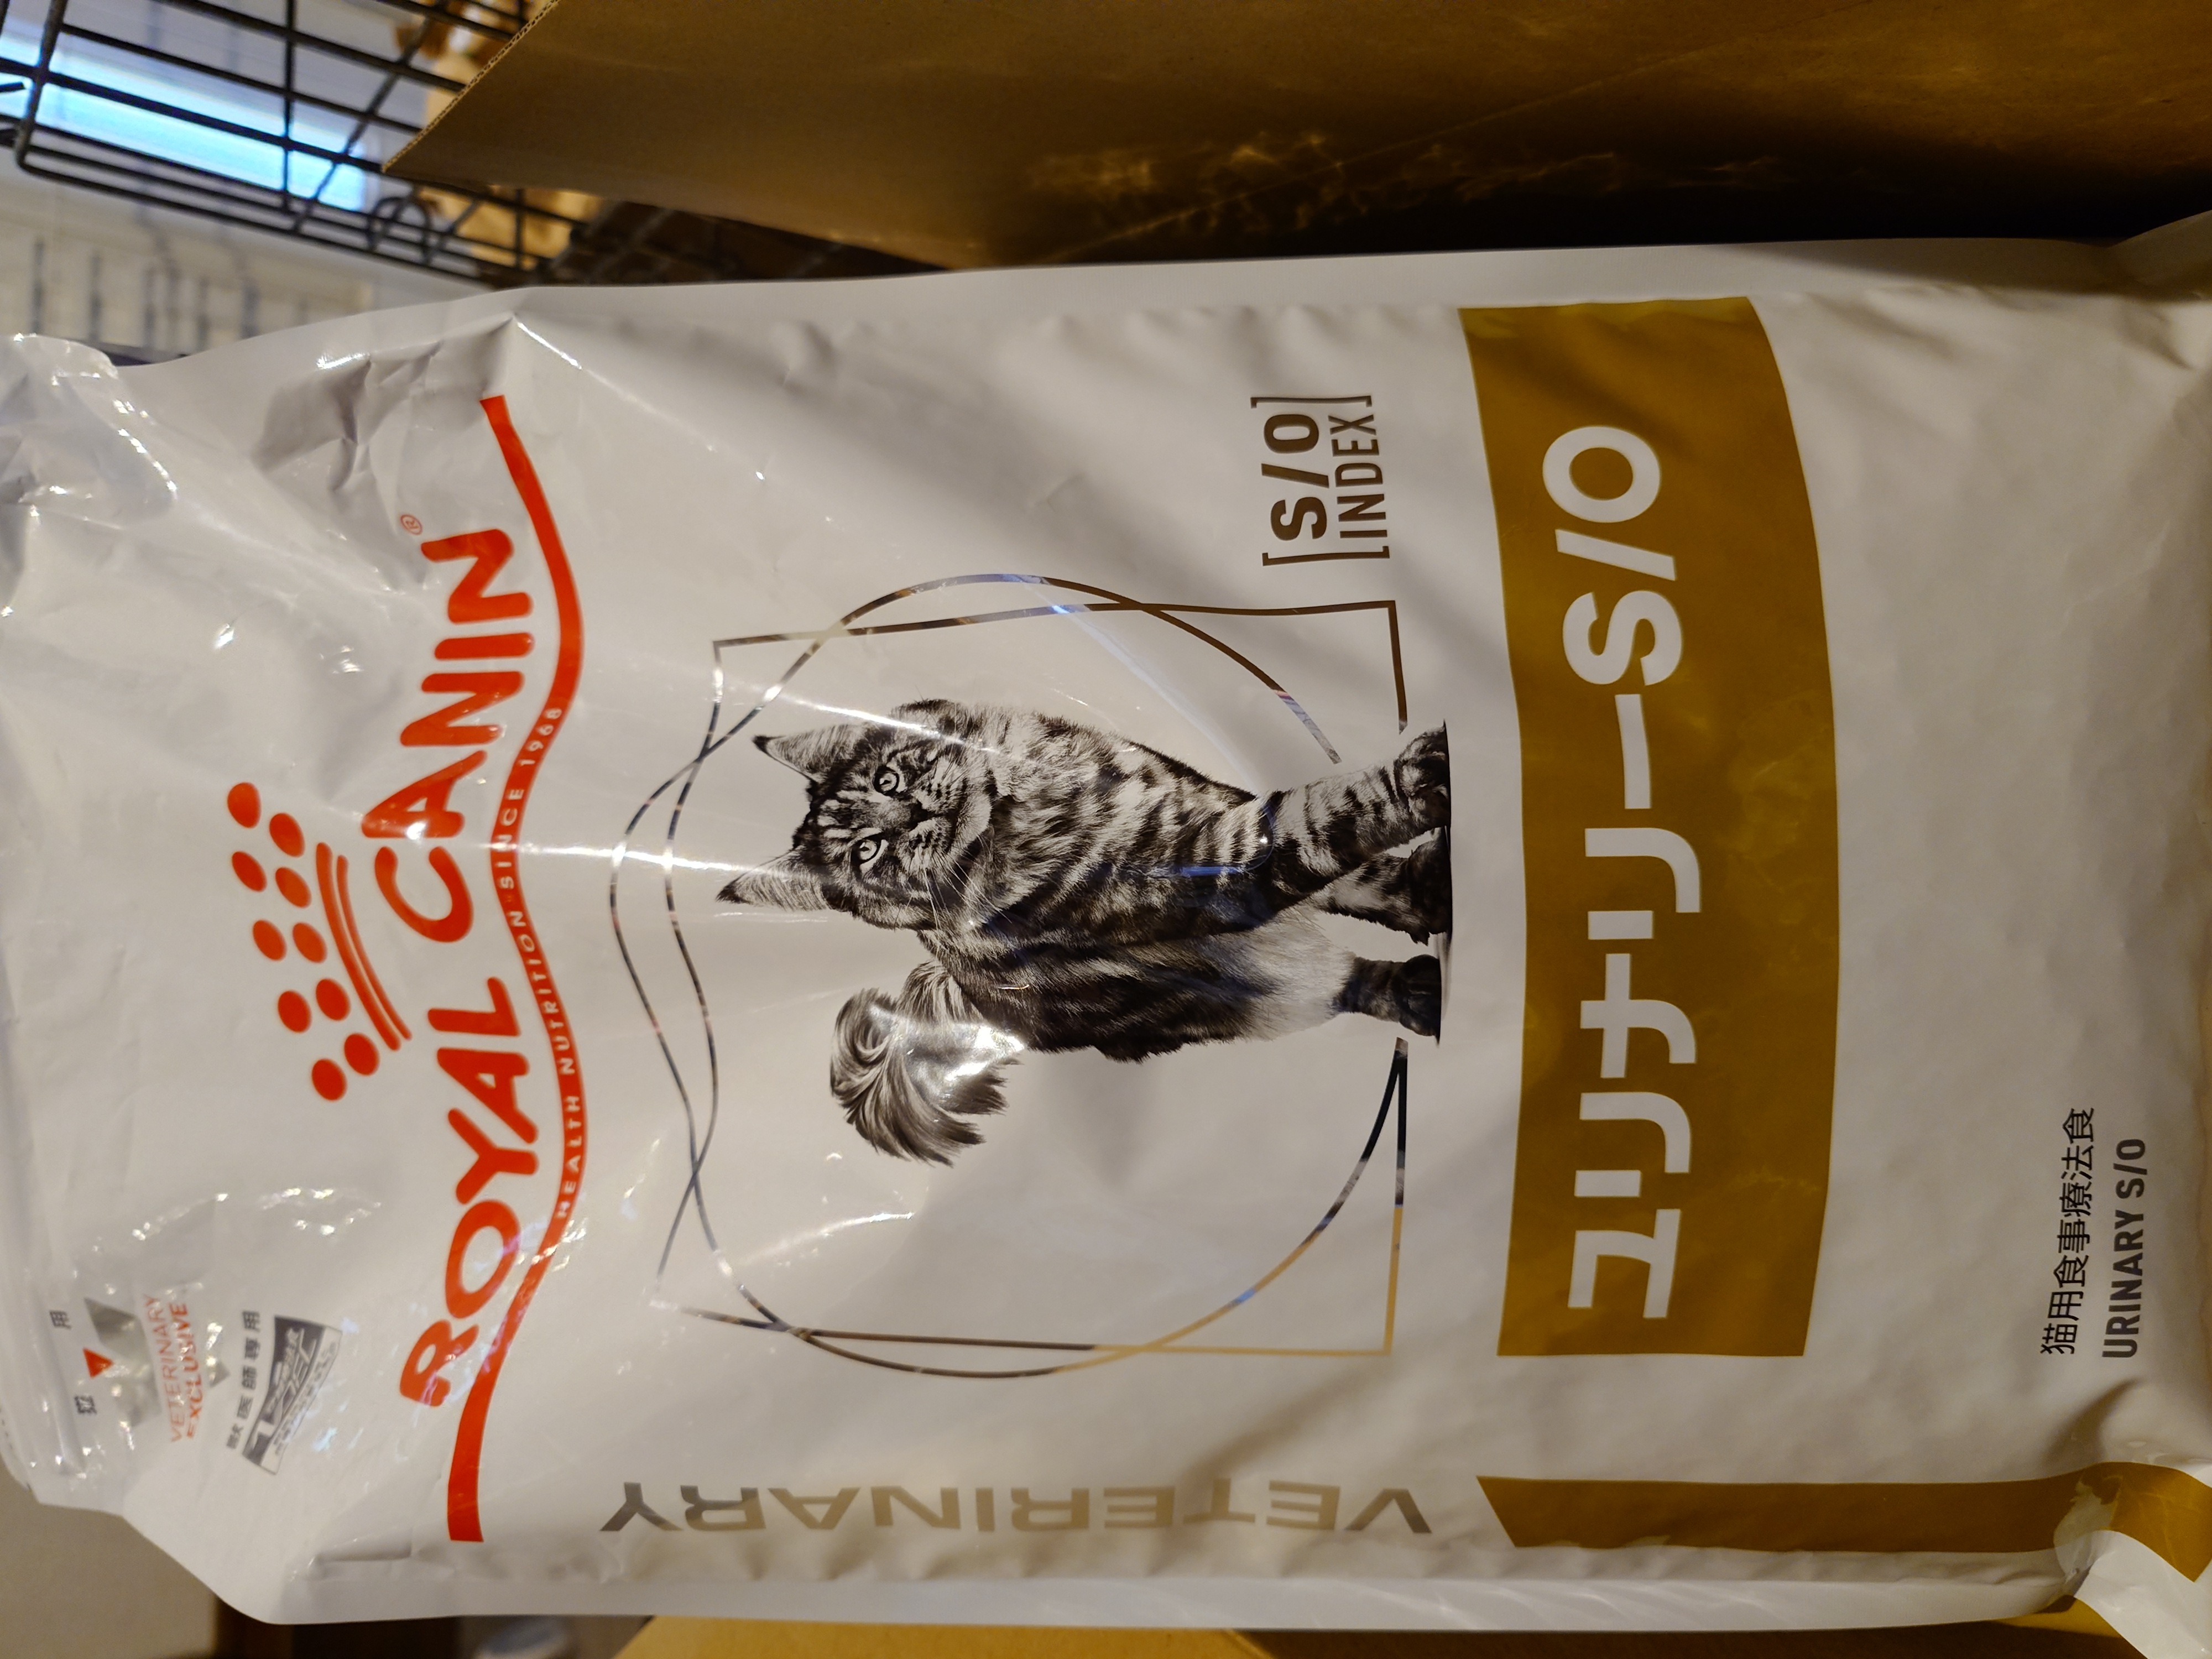 VETERINARY
EXCLUSIVE
獣医師専用
ROYAL CANIN®
HEALTH NUTRITION SINCE 1968
VETERINARY
[S/O]
[INDEX]
ユリナリーS/O
猫用食事療法食
URINARY S/O